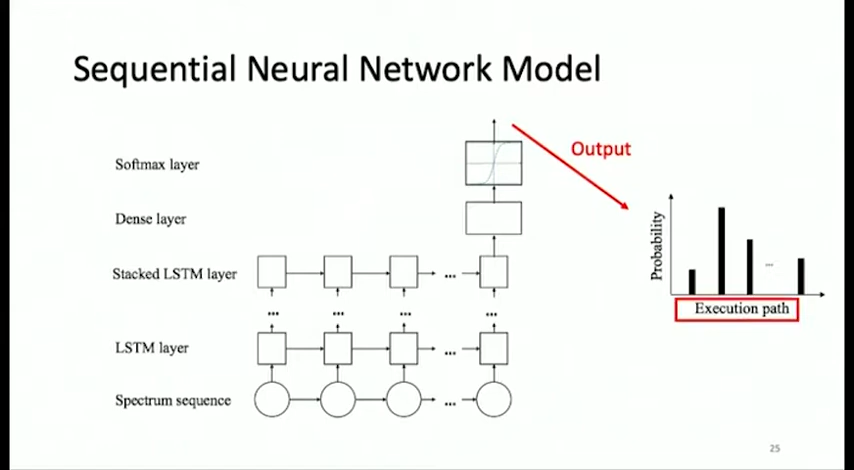 Sequential Neural Network Model
Softmax layer
Output
Dense layer
Probability
Stacked LSTM layer
...
...
... ... ... ...
Execution path
LSTM layer
...
Spectrum sequence
...
25